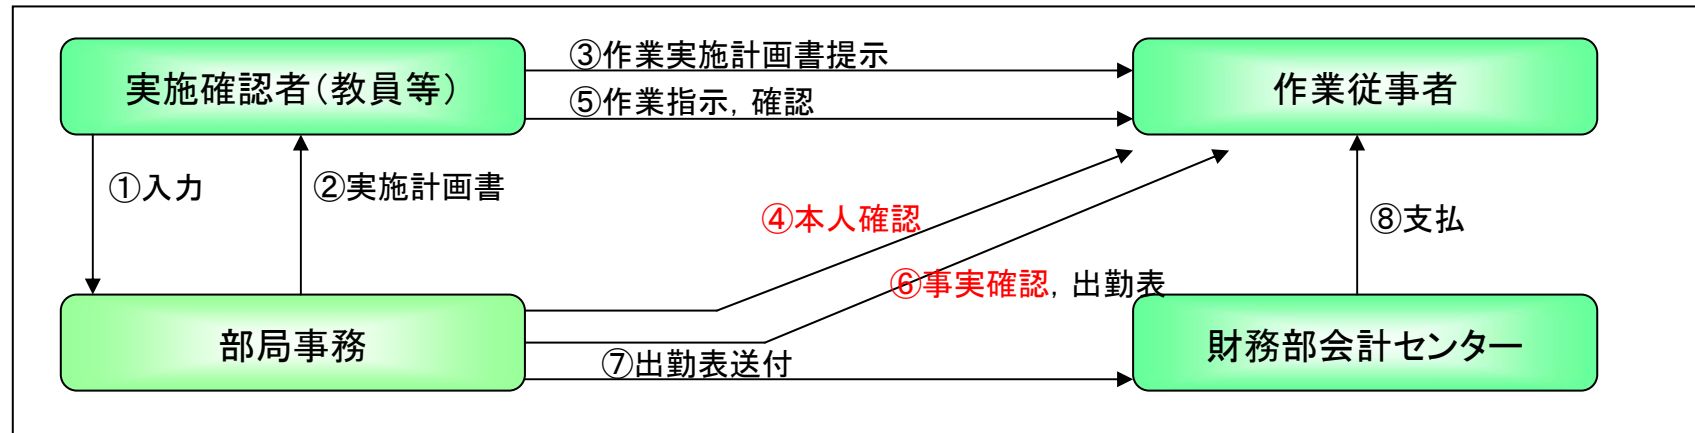 実施確認者(教員等)
③作業実施計画書提示
⑤作業指示, 確認
作業従事者
①入力
②実施計画書
④本人確認
⑧支払
⑥事実確認, 出勤表
部局事務
⑦出勤表送付
財務部会計センター